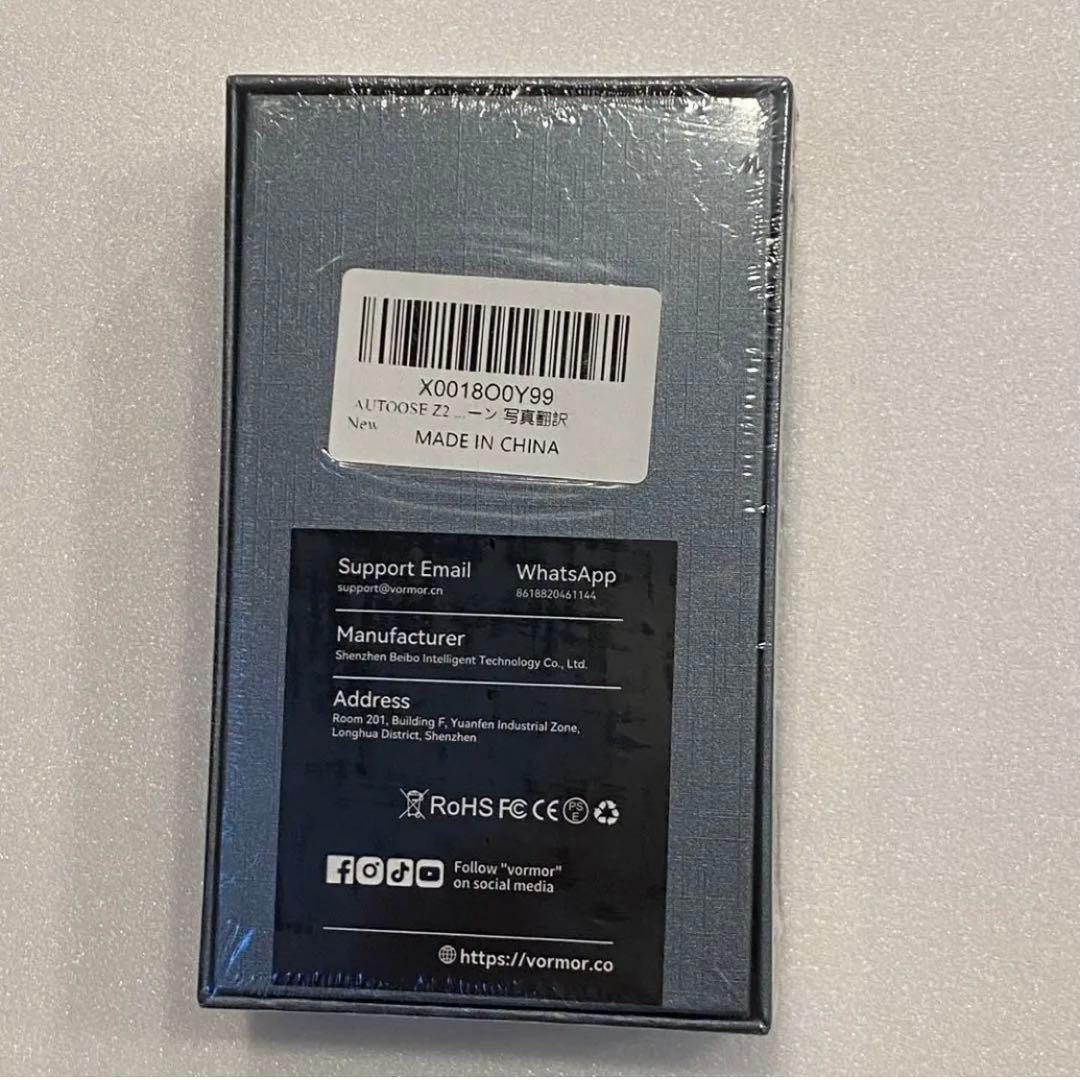 X0018O0Y99
AUTOOSE Z2 ...ーン 写真翻訳
New
MADE IN CHINA
Support Email
support@vormor.cn
WhatsApp
8618820461144
Manufacturer
Shenzhen Beibo Intelligent Technology Co., Ltd.
Address
Room 201, Building F, Yuanfen Industrial Zone,
Longhua District, Shenzhen
RoHS FC CE PSE
Follow "vormor"
on social media
https://vormor.co